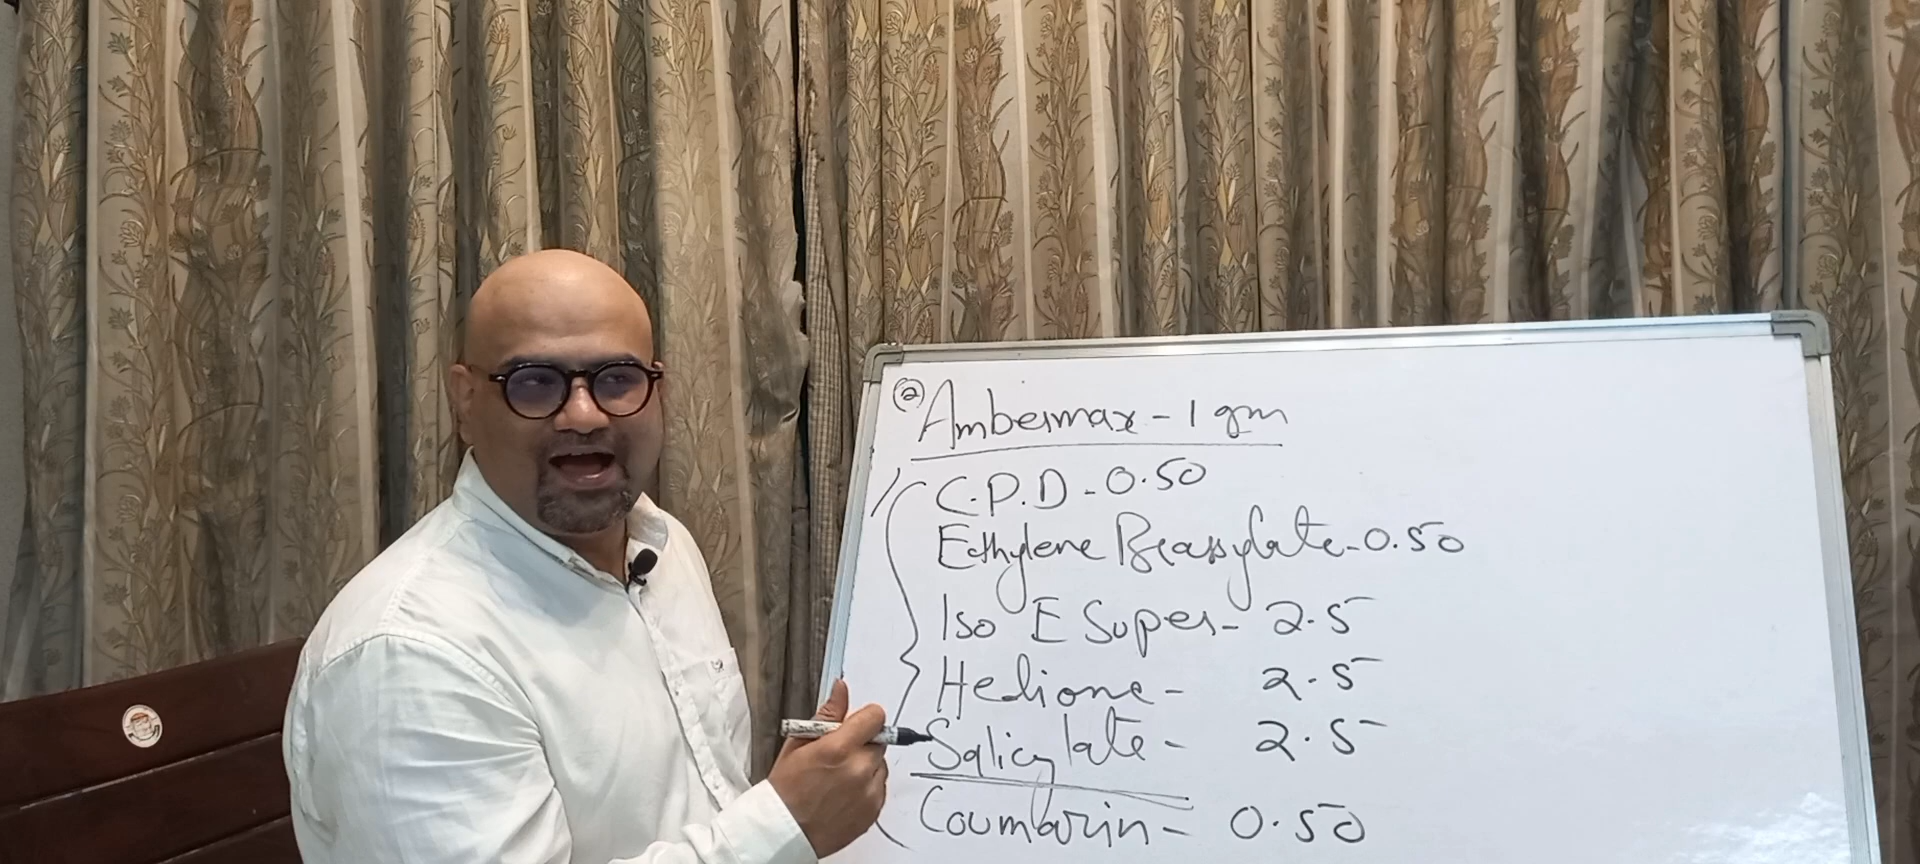 ② Ambermax - 1 gm
C.P.D - 0.50
Ethylene Brassylate - 0.50
Iso E Super - 2.5
Hedione - 2.5
Salicylate - 2.5
Coumarin - 0.50